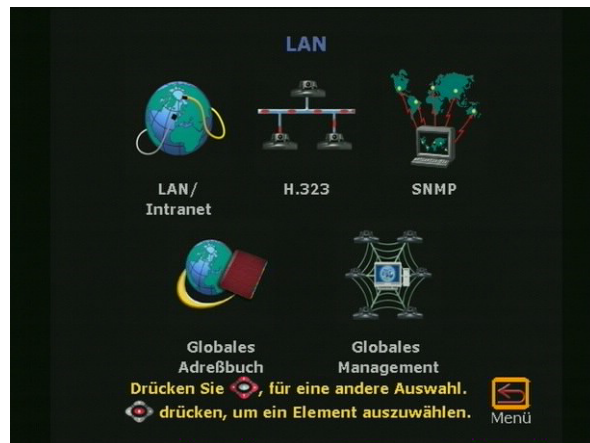 LAN
LAN/
Intranet
H.323
SNMP
Globales
Adreßbuch
Globales
Management
Drücken Sie , für eine andere Auswahl.
drücken, um ein Element auszuwählen.
Menü